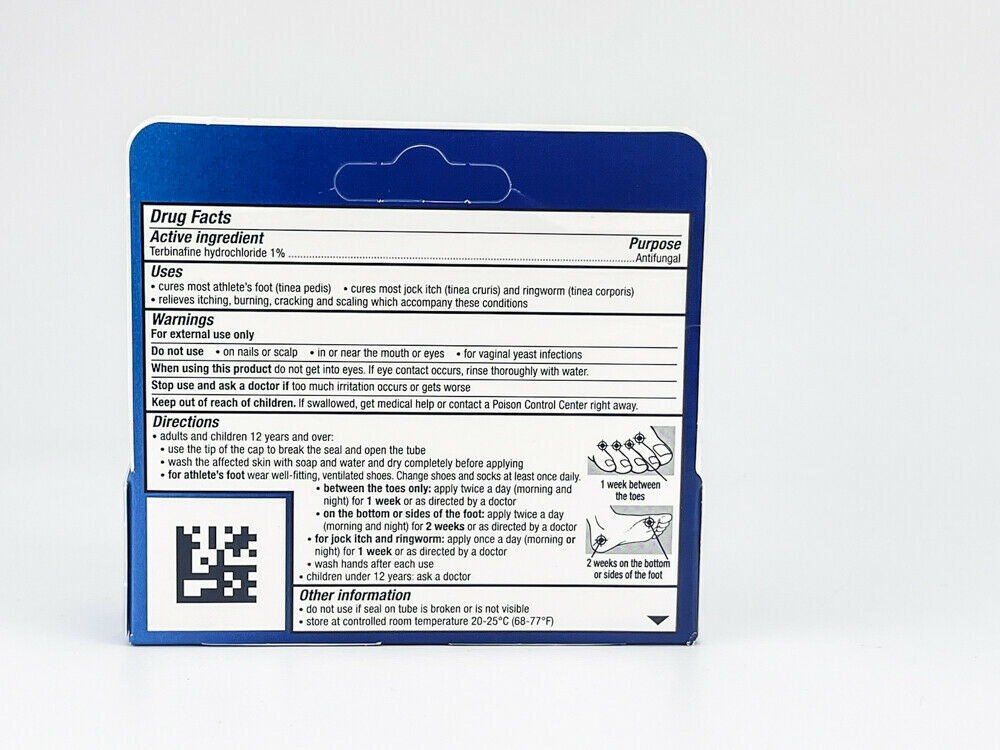 Drug Facts
Active ingredient Purpose
Terbinafine hydrochloride 1% ........ Antifungal
Uses
• cures most athlete's foot (tinea pedis) • cures most jock itch (tinea cruris) and ringworm (tinea corporis)
• relieves itching, burning, cracking and scaling which accompany these conditions
Warnings
For external use only
Do not use • on nails or scalp • in or near the mouth or eyes • for vaginal yeast infections
When using this product do not get into eyes. If eye contact occurs, rinse thoroughly with water.
Stop use and ask a doctor if too much irritation occurs or gets worse
Keep out of reach of children. If swallowed, get medical help or contact a Poison Control Center right away.
Directions
• adults and children 12 years and over:
• use the tip of the cap to break the seal and open the tube
• wash the affected skin with soap and water and dry completely before applying
• for athlete's foot wear well-fitting, ventilated shoes. Change shoes and socks at least once daily.
• between the toes only: apply twice a day (morning and
night) for 1 week or as directed by a doctor
• on the bottom or sides of the foot: apply twice a day
(morning and night) for 2 weeks or as directed by a doctor
• for jock itch and ringworm: apply once a day (morning or
night) for 1 week or as directed by a doctor
• wash hands after each use
• children under 12 years: ask a doctor
1 week between
the toes
2 weeks on the bottom
or sides of the foot
Other information
• do not use if seal on tube is broken or is not visible
• store at controlled room temperature 20-25°C (68-77°F)